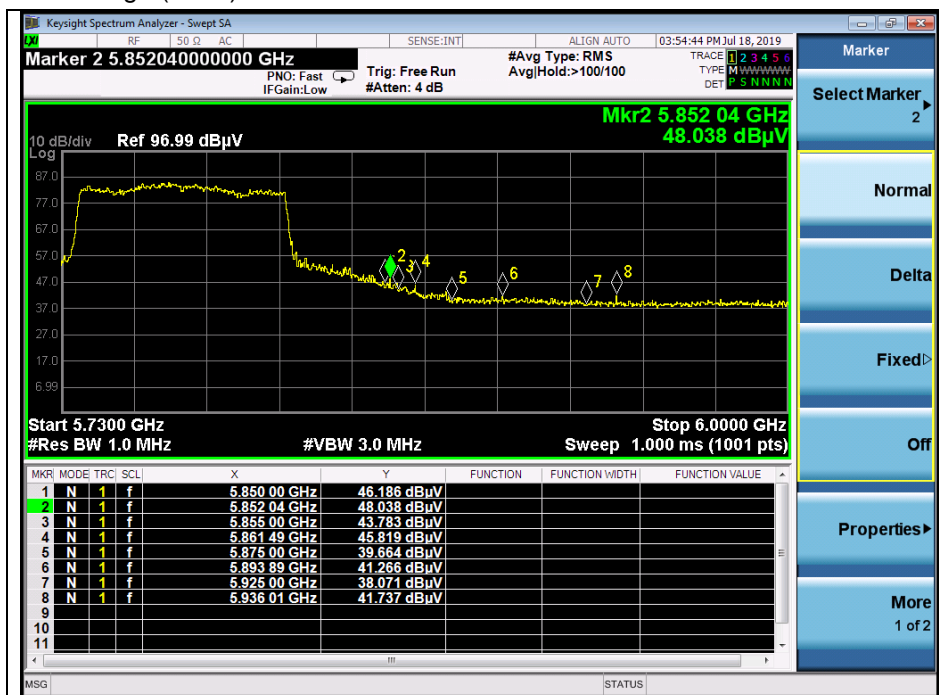 Keysight Spectrum Analyzer - Swept SA
LXI RF 50 Ω AC SENSE:INT ALIGN AUTO 03:54:44 PM Jul 18, 2019
Marker 2 5.852040000000 GHz
PNO: Fast
IFGain:Low
Trig: Free Run
#Atten: 4 dB
#Avg Type: RMS
Avg|Hold:>100/100
TRACE 1 2 3 4 5 6
TYPE M WWWWW
DET P S N N N N
Mkr2 5.852 04 GHz
48.038 dBµV
10 dB/div Ref 96.99 dBµV
Log
87.0
77.0
67.0
57.0
47.0
37.0
27.0
17.0
6.99
2 3 4 5 6 7 8
Start 5.7300 GHz Stop 6.0000 GHz
#Res BW 1.0 MHz #VBW 3.0 MHz Sweep 1.000 ms (1001 pts)
MKR MODE TRC SCL X Y FUNCTION FUNCTION WIDTH FUNCTION VALUE
1 N 1 f 5.850 00 GHz 46.186 dBµV
2 N 1 f 5.852 04 GHz 48.038 dBµV
3 N 1 f 5.855 00 GHz 43.783 dBµV
4 N 1 f 5.861 49 GHz 45.819 dBµV
5 N 1 f 5.875 00 GHz 39.664 dBµV
6 N 1 f 5.893 89 GHz 41.266 dBµV
7 N 1 f 5.925 00 GHz 38.071 dBµV
8 N 1 f 5.936 01 GHz 41.737 dBµV
9
10
11
MSG STATUS
Marker
Select Marker
2
Normal
Delta
Fixed
Off
Properties
More
1 of 2